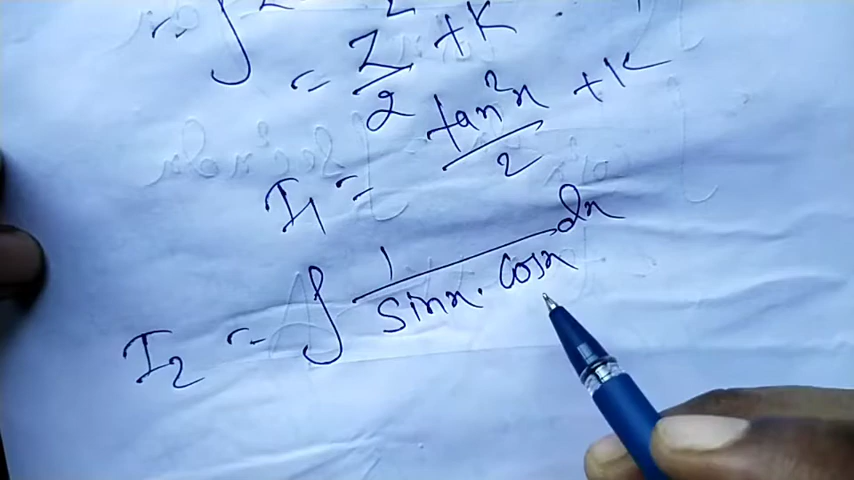 = z/2 + K
I1 = tan²x/2 + K
I2 = ∫ 1/(sinx · cosx) dx